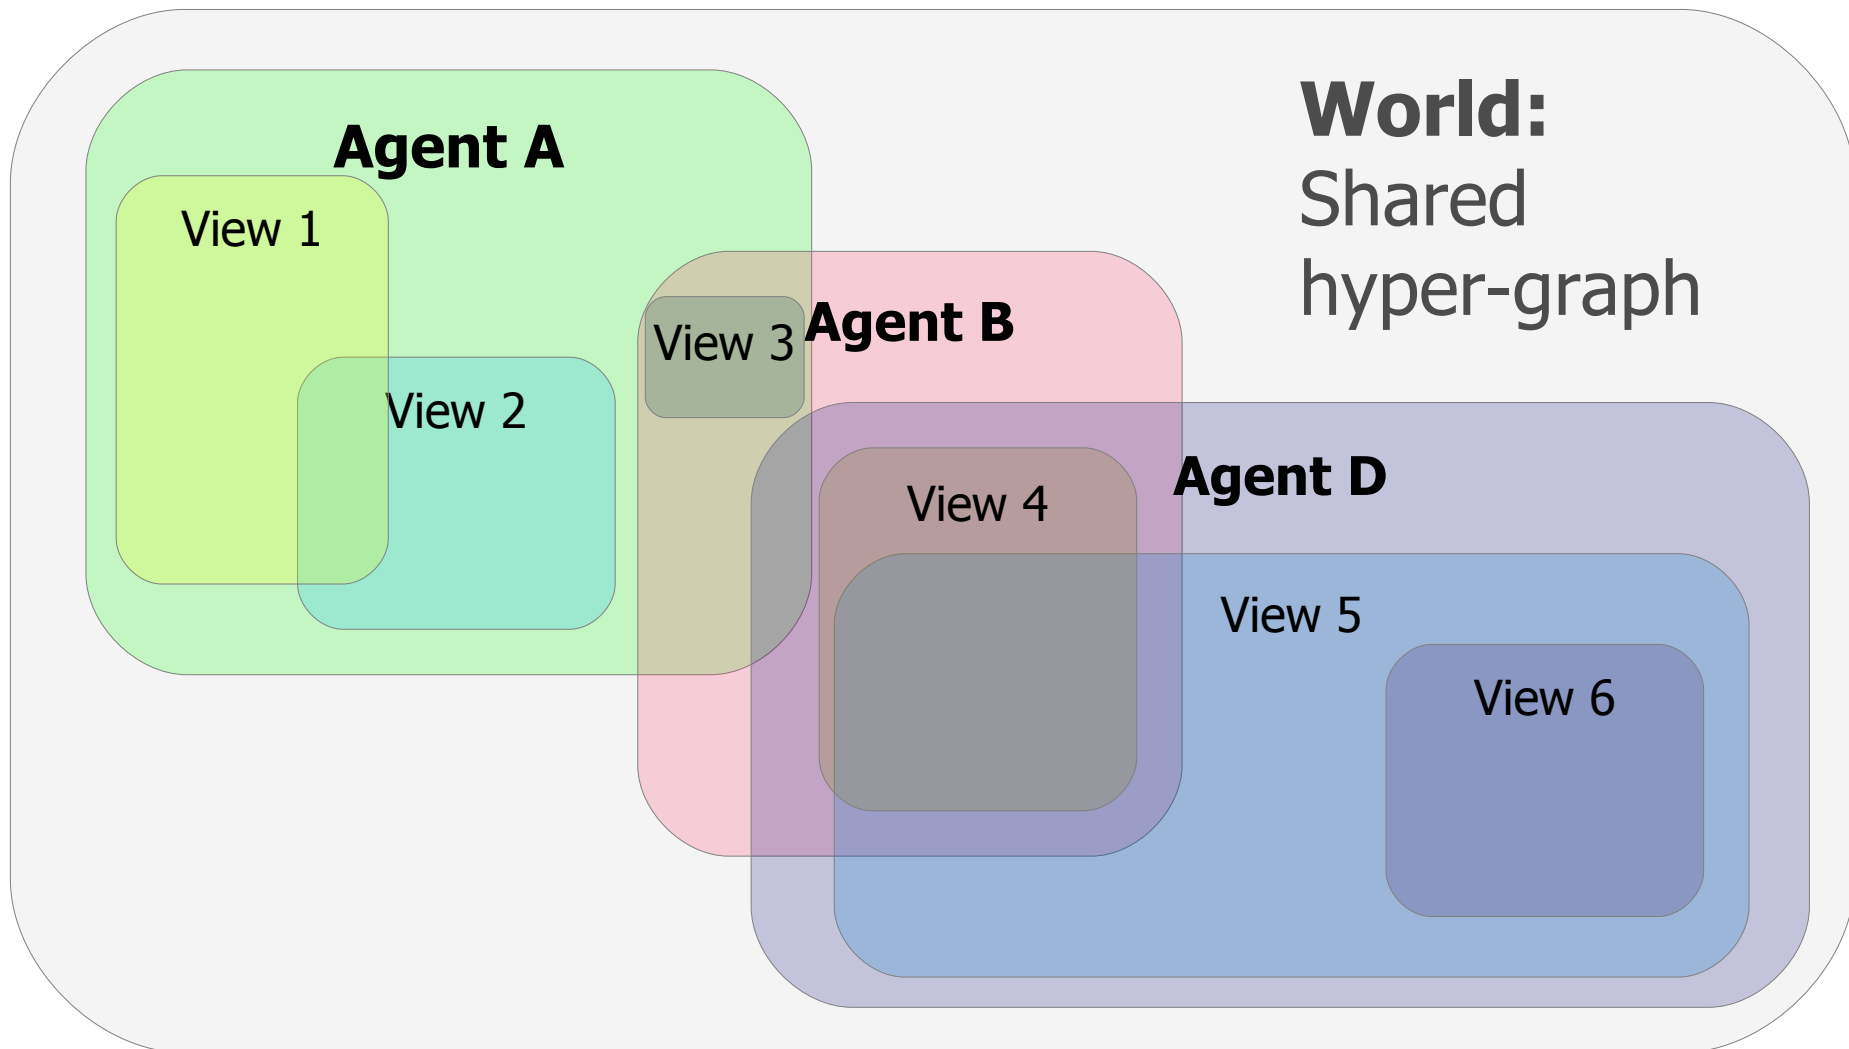 World:
Shared
hyper-graph
Agent A
View 1
View 2
View 3
Agent B
View 4
Agent D
View 5
View 6